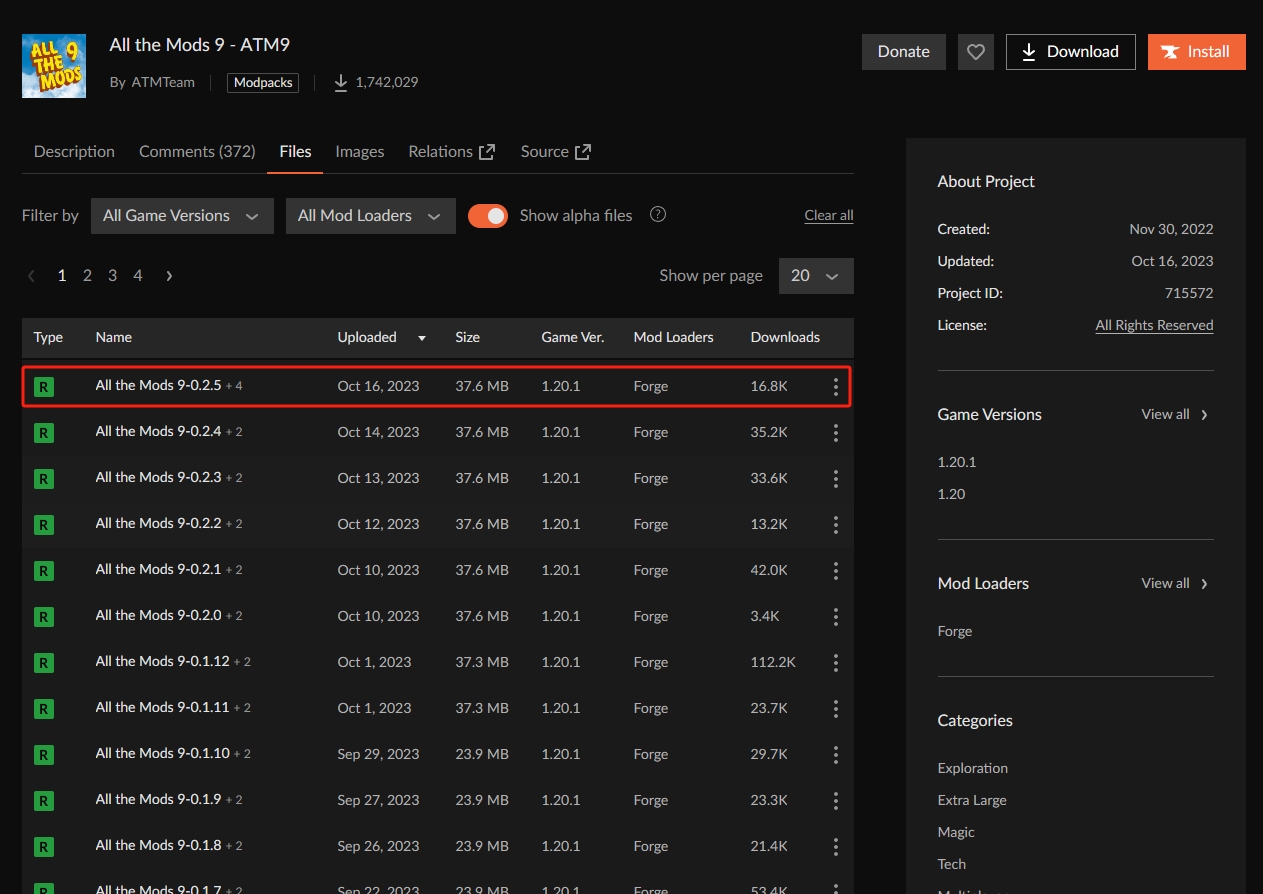 ALL 9
THE
MODS
All the Mods 9 - ATM9
By ATMTeam Modpacks 1,742,029
Donate Download Install
Description Comments (372) Files Images Relations Source
Filter by All Game Versions All Mod Loaders Show alpha files ? Clear all
1 2 3 4 Show per page 20
Type Name Uploaded Size Game Ver. Mod Loaders Downloads
R All the Mods 9-0.2.5 + 4 Oct 16, 2023 37.6 MB 1.20.1 Forge 16.8K
R All the Mods 9-0.2.4 + 2 Oct 14, 2023 37.6 MB 1.20.1 Forge 35.2K
R All the Mods 9-0.2.3 + 2 Oct 13, 2023 37.6 MB 1.20.1 Forge 33.6K
R All the Mods 9-0.2.2 + 2 Oct 12, 2023 37.6 MB 1.20.1 Forge 13.2K
R All the Mods 9-0.2.1 + 2 Oct 10, 2023 37.6 MB 1.20.1 Forge 42.0K
R All the Mods 9-0.2.0 + 2 Oct 10, 2023 37.6 MB 1.20.1 Forge 3.4K
R All the Mods 9-0.1.12 + 2 Oct 1, 2023 37.3 MB 1.20.1 Forge 112.2K
R All the Mods 9-0.1.11 + 2 Oct 1, 2023 37.3 MB 1.20.1 Forge 23.7K
R All the Mods 9-0.1.10 + 2 Sep 29, 2023 23.9 MB 1.20.1 Forge 29.7K
R All the Mods 9-0.1.9 + 2 Sep 27, 2023 23.9 MB 1.20.1 Forge 23.3K
R All the Mods 9-0.1.8 + 2 Sep 26, 2023 23.9 MB 1.20.1 Forge 21.4K
R All the Mods 9-0.1.7 + 2 Sep 22, 2023 23.9 MB 1.20.1 Forge 53.4K
About Project
Created: Nov 30, 2022
Updated: Oct 16, 2023
Project ID: 715572
License: All Rights Reserved
Game Versions View all
1.20.1
1.20
Mod Loaders View all
Forge
Categories
Exploration
Extra Large
Magic
Tech